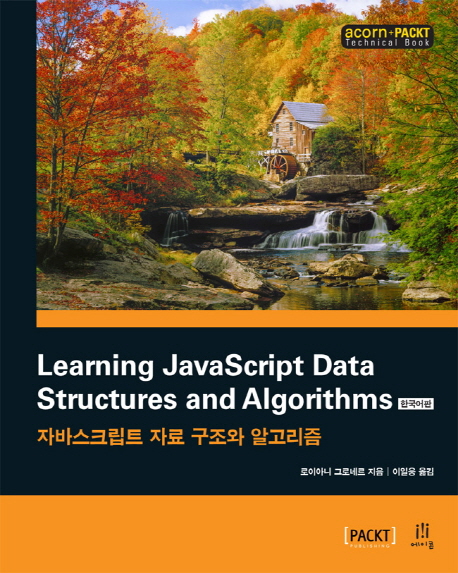 acorn+PACKT
Technical Book
Learning JavaScript Data
Structures and Algorithms 한국어판
자바스크립트 자료 구조와 알고리즘
로이아니 그로네르 지음 | 이일웅 옮김
[PACKT]
PUBLISHING
에이콘